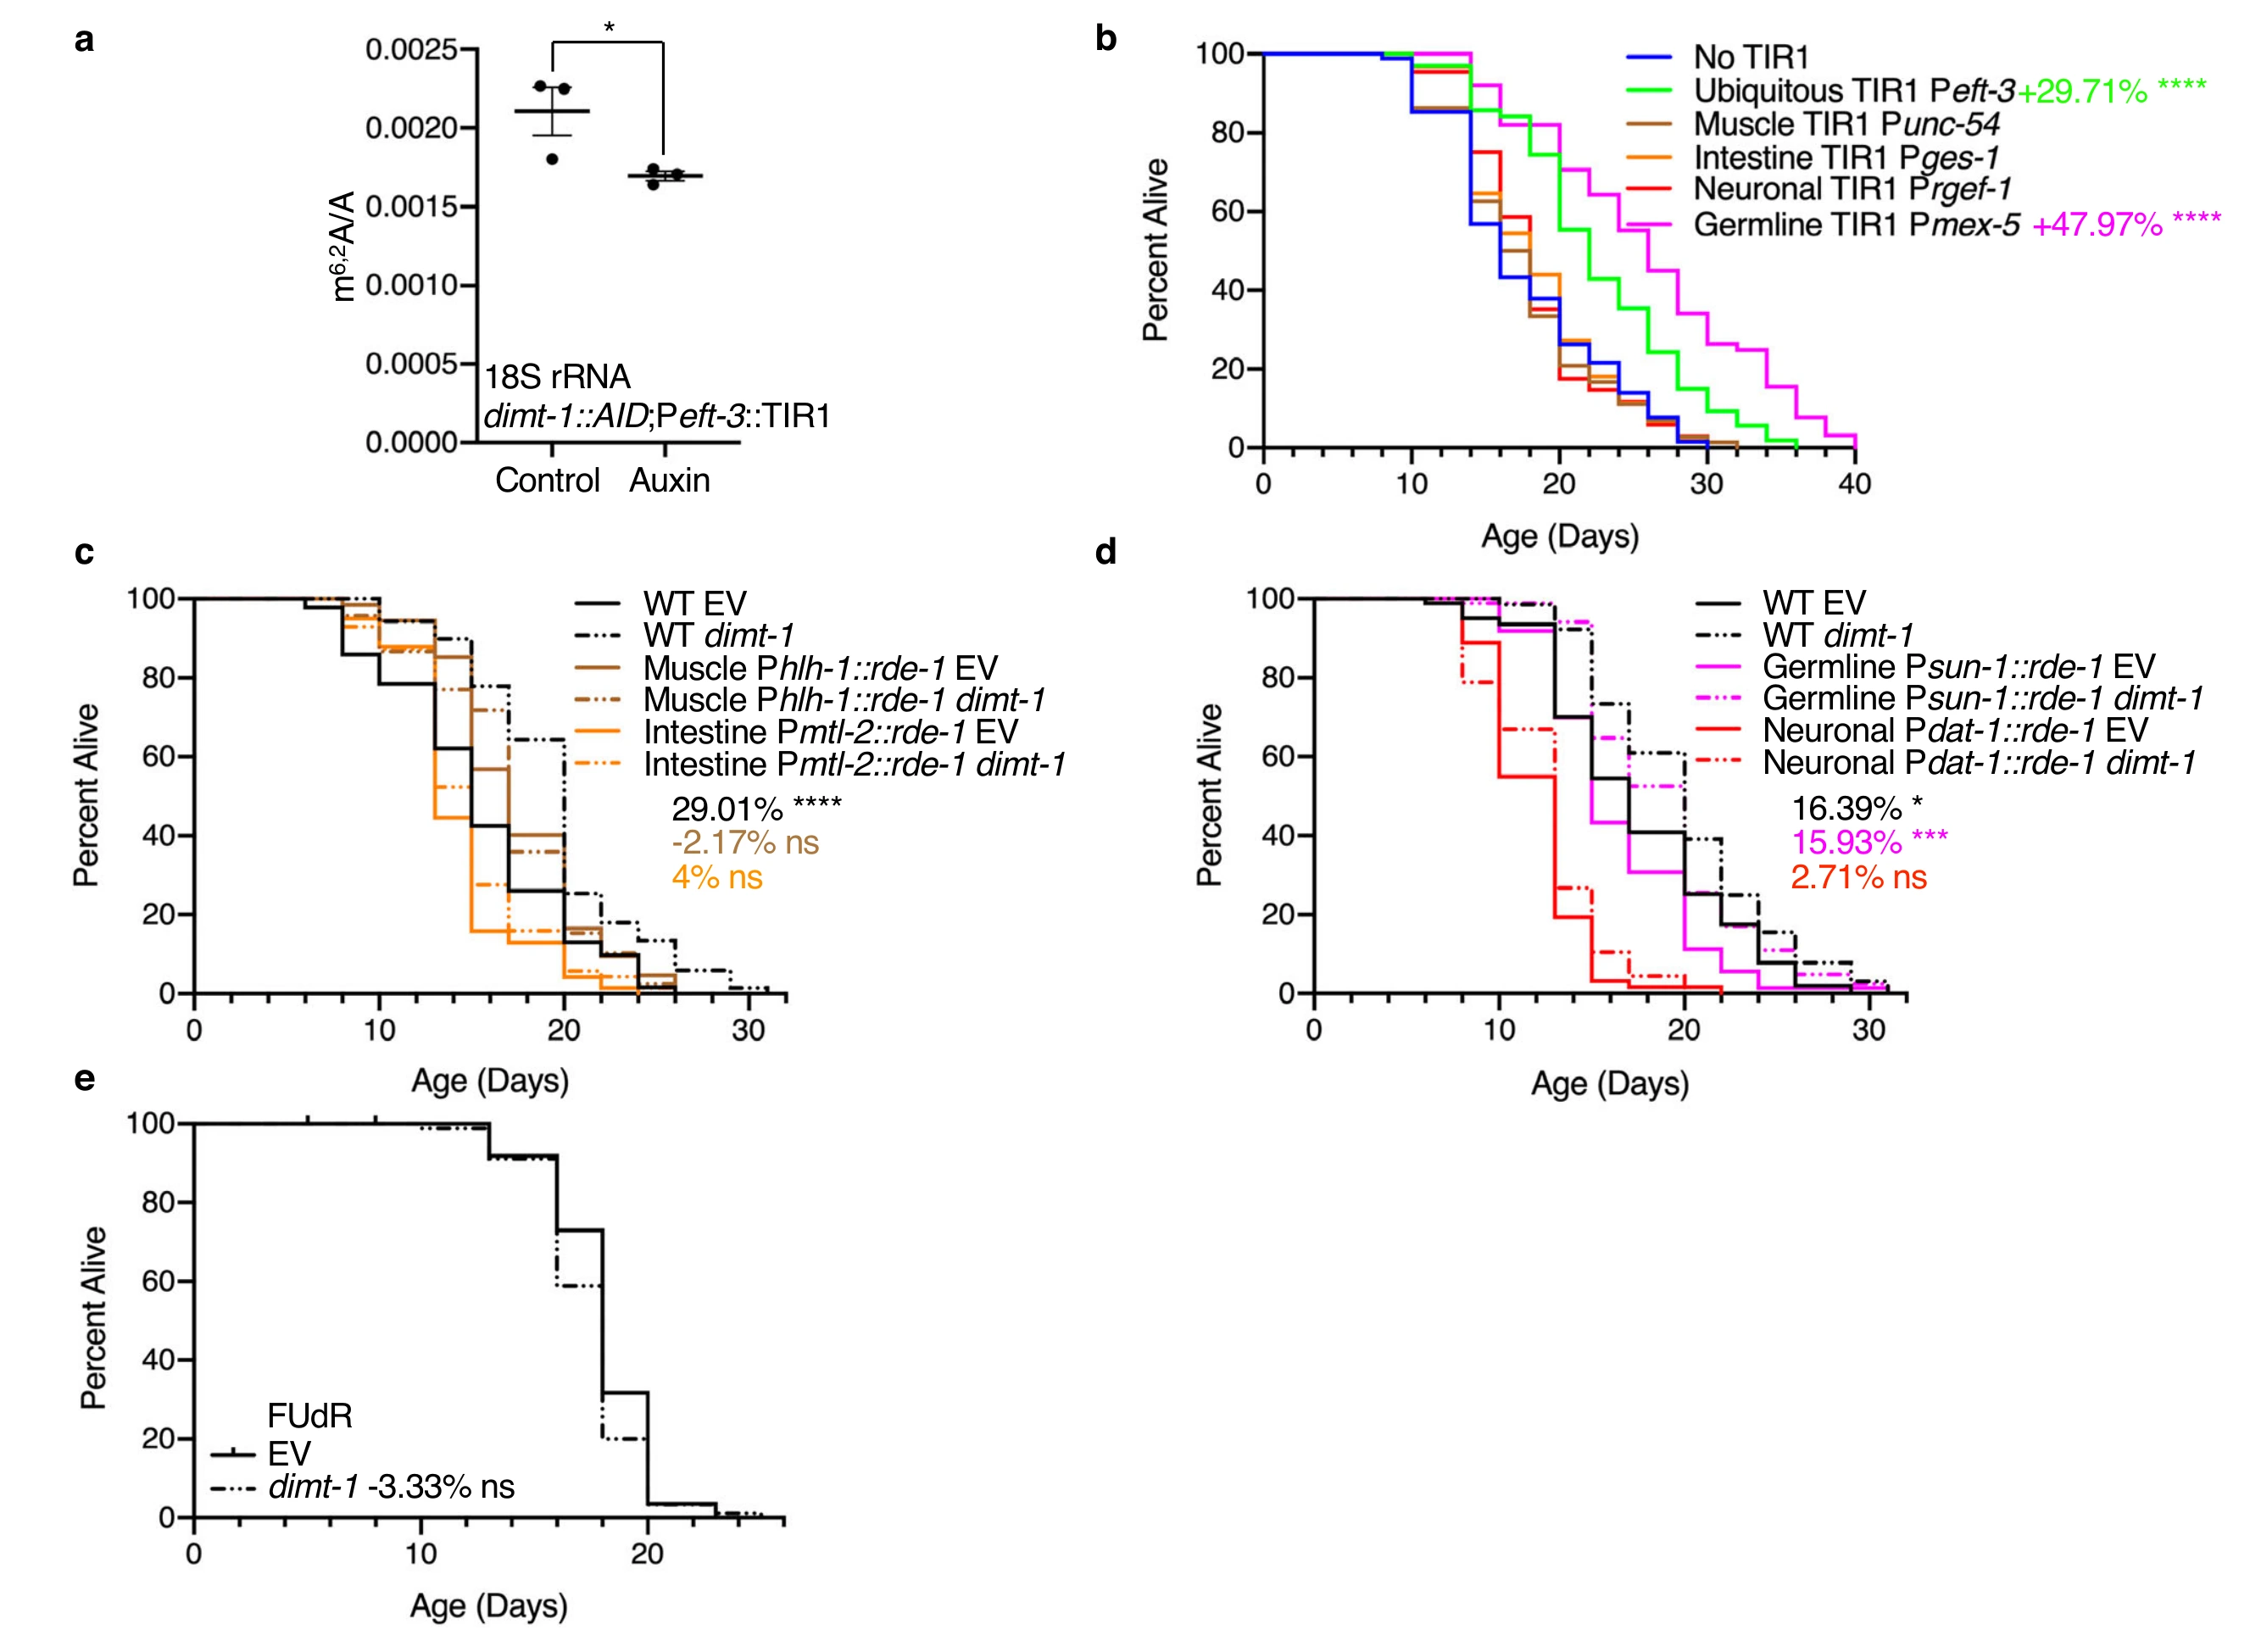 a
*
0.0025
0.0020
0.0015
0.0010
0.0005
0.0000
m6,2A/A
18S rRNA
dimt-1::AID;Peft-3::TIR1
Control Auxin
b
100
80
60
40
20
0
Percent Alive
No TIR1
Ubiquitous TIR1 Peft-3 +29.71% ****
Muscle TIR1 Punc-54
Intestine TIR1 Pges-1
Neuronal TIR1 Prgef-1
Germline TIR1 Pmex-5 +47.97% ****
0 10 20 30 40
Age (Days)
c
100
80
60
40
20
0
Percent Alive
WT EV
WT dimt-1
Muscle Phlh-1::rde-1 EV
Muscle Phlh-1::rde-1 dimt-1
Intestine Pmtl-2::rde-1 EV
Intestine Pmtl-2::rde-1 dimt-1
29.01% ****
-2.17% ns
4% ns
0 10 20 30
Age (Days)
d
100
80
60
40
20
0
Percent Alive
WT EV
WT dimt-1
Germline Psun-1::rde-1 EV
Germline Psun-1::rde-1 dimt-1
Neuronal Pdat-1::rde-1 EV
Neuronal Pdat-1::rde-1 dimt-1
16.39% *
15.93% ***
2.71% ns
0 10 20 30
Age (Days)
e
100
80
60
40
20
0
Percent Alive
FUdR
EV
dimt-1 -3.33% ns
0 10 20
Age (Days)